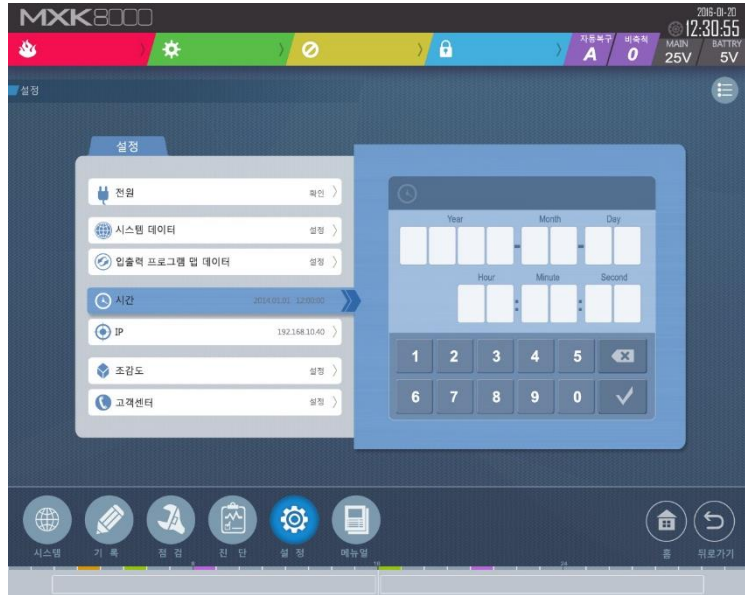 MXK8000
2016-01-20
12:30:55
자동복구
A
비축적
0
MAIN
25V
BATTRY
5V
설정
설정
전원
확인
시스템 데이터
설정
입출력 프로그램 맵 데이터
설정
시간
2014.01.01 12:00:00
IP
192.168.10.40
조감도
설정
고객센터
설정
Year
Month
Day
Hour
Minute
Second
1 2 3 4 5
6 7 8 9 0
시스템
기 록
점 검
진 단
설 정
메뉴얼
홈
뒤로가기
8
16
24